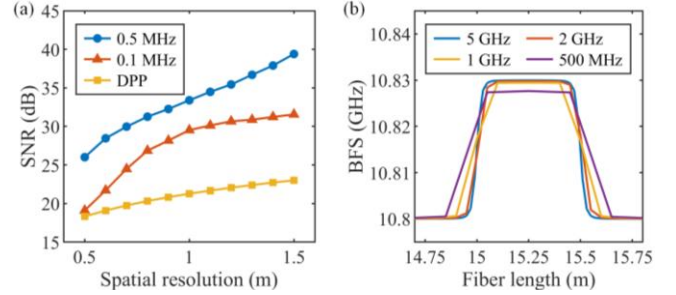 (a)
45
40
35
30
25
20
15
SNR (dB)
0.5 MHz
0.1 MHz
DPP
0.5
1
1.5
Spatial resolution (m)
(b)
10.84
10.83
10.82
10.81
10.8
BFS (GHz)
5 GHz
2 GHz
1 GHz
500 MHz
14.75
15
15.25
15.5
15.75
Fiber length (m)